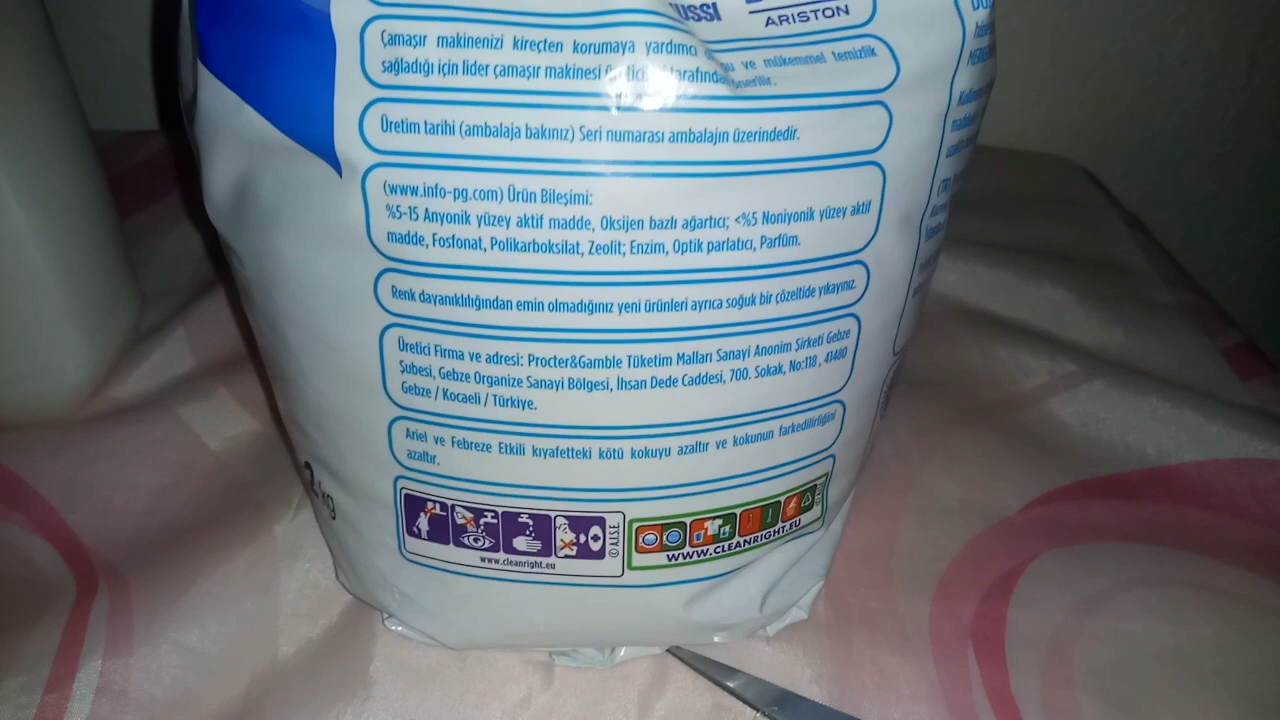 ARISTON
Çamaşır makinenizi kireçten korumaya yardımcı ve mükemmel temizlik
sağladığı için lider çamaşır makinesi tarafından önerilir.
Üretim tarihi (ambalaja bakınız) Seri numarası ambalajın üzerindedir.
(www.info-pg.com) Ürün Bileşimi:
%5-15 Anyonik yüzey aktif madde, Oksijen bazlı ağartıcı; <%5 Noniyonik yüzey aktif
madde, Fosfonat, Polikarboksilat, Zeolit; Enzim, Optik parlatıcı, Parfüm.
Renk dayanıklılığından emin olmadığınız yeni ürünleri ayrıca soğuk bir çözeltide yıkayınız.
Üretici Firma ve adresi: Procter&Gamble Tüketim Malları Sanayi Anonim Şirketi Gebze
Şubesi, Gebze Organize Sanayi Bölgesi, İhsan Dede Caddesi, 700. Sokak, No:118, 41480
Gebze / Kocaeli / Türkiye.
Ariel ve Febreze Etkili kıyafetteki kötü kokuyu azaltır ve kokunun farkedilirliğini
azaltır.
2 kg
www.cleanright.eu
© A.I.S.E
WWW.CLEANRIGHT.EU